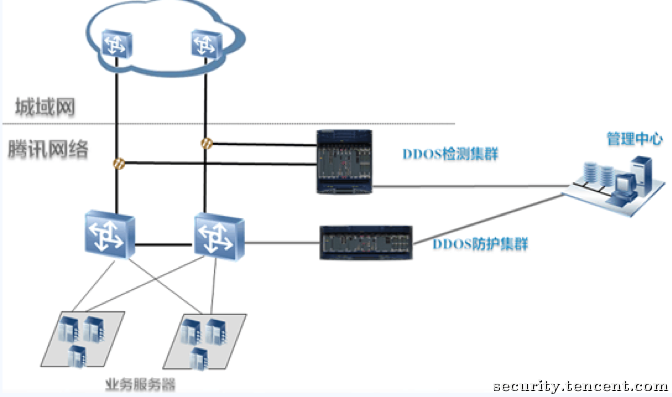 城域网
腾讯网络
DDOS检测集群
管理中心
DDOS防护集群
业务服务器
security.tencent.com